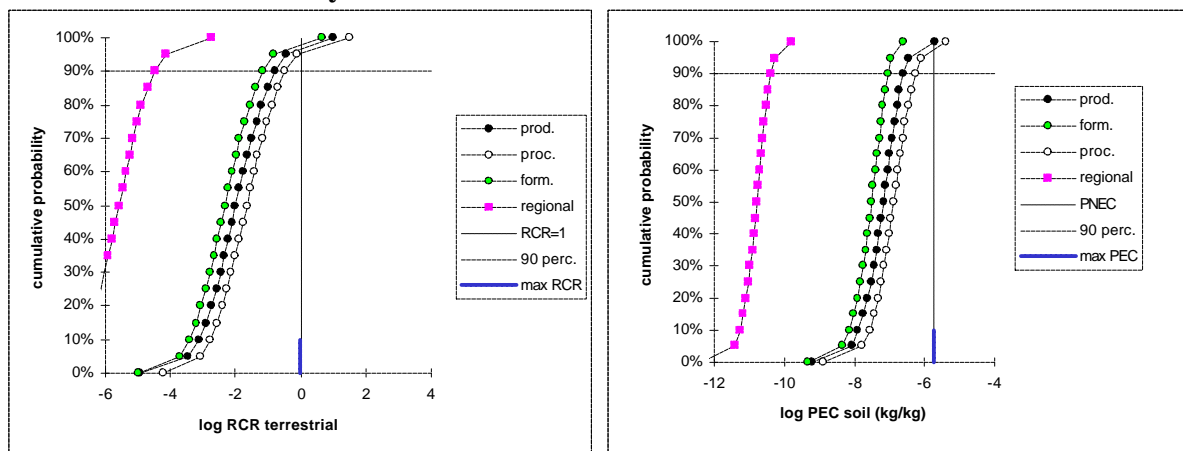 100%
90%
80%
70%
60%
50%
40%
30%
20%
10%
0%
cumulative probability
-6
-4
-2
0
2
4
log RCR terrestrial
prod.
proc.
form.
regional
RCR=1
90 perc.
max RCR
100%
90%
80%
70%
60%
50%
40%
30%
20%
10%
0%
cumulative probability
-12
-10
-8
-6
-4
log PEC soil (kg/kg)
prod.
form.
proc.
regional
PNEC
90 perc.
max PEC